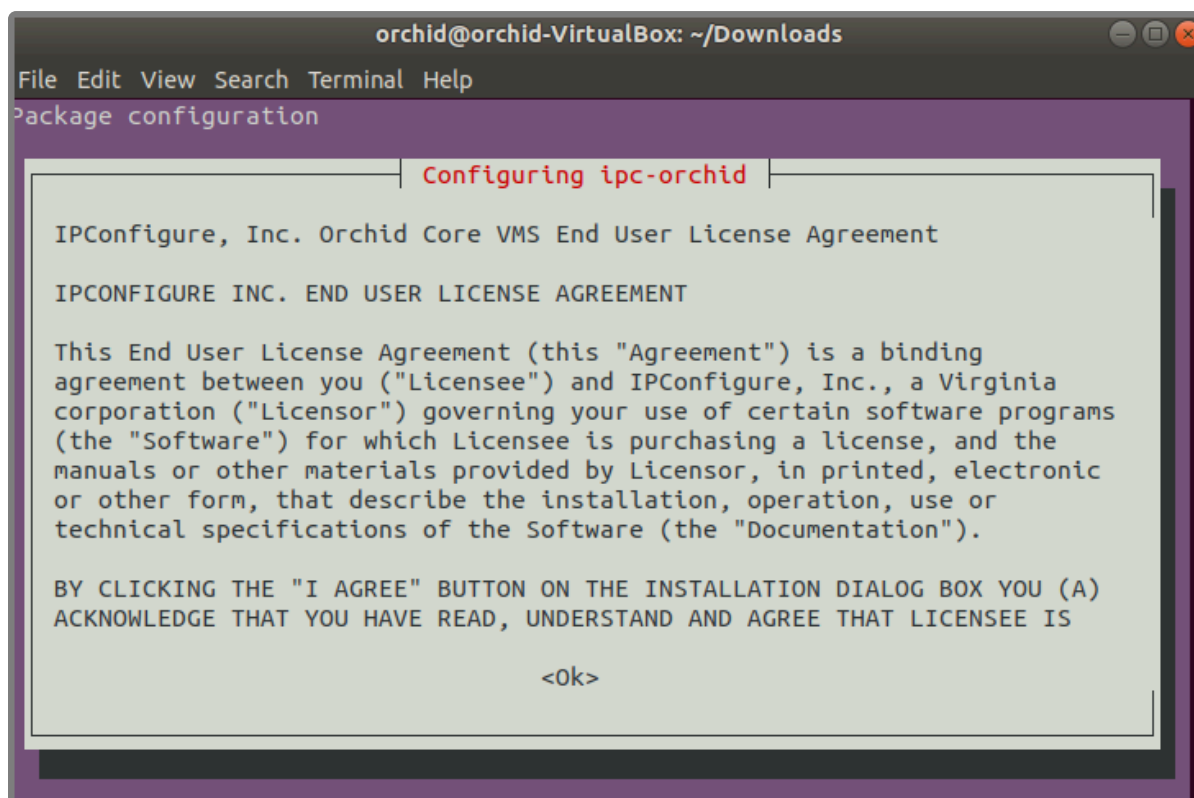 orchid@orchid-VirtualBox: ~/Downloads
File Edit View Search Terminal Help
Package configuration
Configuring ipc-orchid
IPConfigure, Inc. Orchid Core VMS End User License Agreement
IPCONFIGURE INC. END USER LICENSE AGREEMENT
This End User License Agreement (this "Agreement") is a binding
agreement between you ("Licensee") and IPConfigure, Inc., a Virginia
corporation ("Licensor") governing your use of certain software programs
(the "Software") for which Licensee is purchasing a license, and the
manuals or other materials provided by Licensor, in printed, electronic
or other form, that describe the installation, operation, use or
technical specifications of the Software (the "Documentation").
BY CLICKING THE "I AGREE" BUTTON ON THE INSTALLATION DIALOG BOX YOU (A)
ACKNOWLEDGE THAT YOU HAVE READ, UNDERSTAND AND AGREE THAT LICENSEE IS
<Ok>